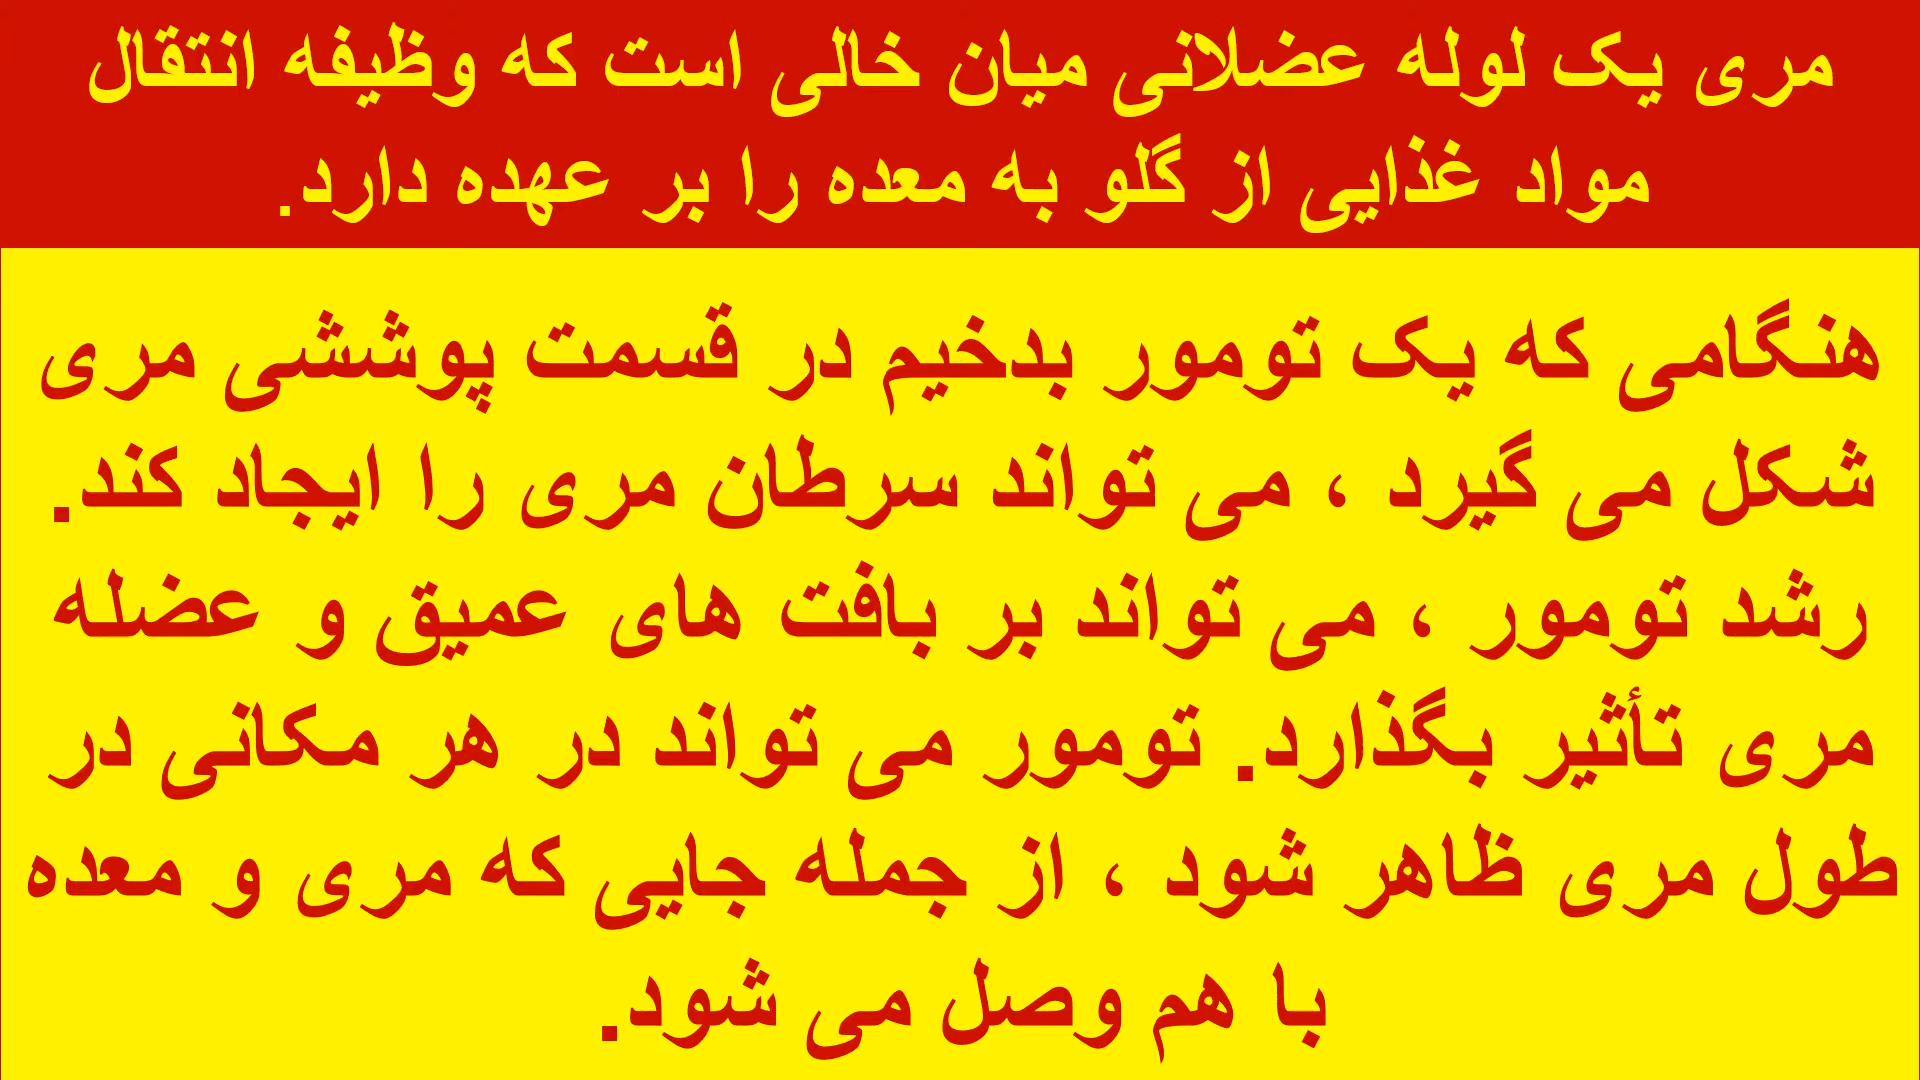 مری یک لوله عضلانی میان خالی است که وظیفه انتقال
مواد غذایی از گلو به معده را بر عهده دارد.
هنگامی که یک تومور بدخیم در قسمت پوششی مری
شکل می گیرد ، می تواند سرطان مری را ایجاد کند.
رشد تومور ، می تواند بر بافت های عمیق و عضله
مری تأثیر بگذارد. تومور می تواند در هر مکانی در
طول مری ظاهر شود ، از جمله جایی که مری و معده
با هم وصل می شود.